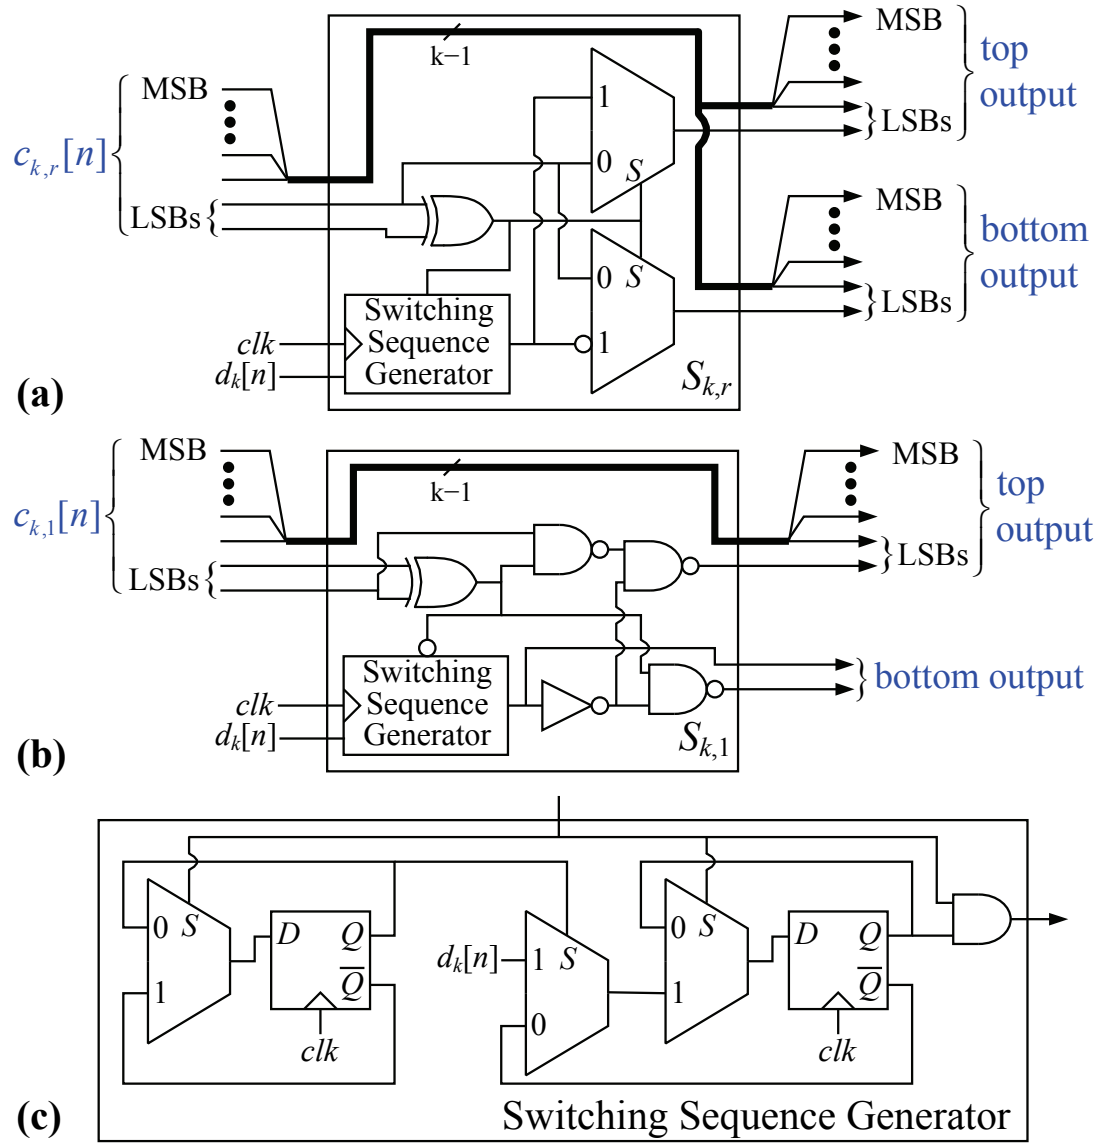 MSB
k−1
MSB
top
output
c_{k,r}[n]
1
LSBs
0
S
LSBs
MSB
bottom
output
0
S
LSBs
Switching
Sequence
Generator
clk
d_k[n]
1
S_{k,r}
(a)
MSB
k−1
MSB
c_{k,1}[n]
top
output
LSBs
LSBs
Switching
Sequence
Generator
bottom output
clk
d_k[n]
S_{k,1}
(b)
0 S
D Q
Q̅
1
clk
d_k[n]
1 S
0
0 S
1
D Q
Q̅
clk
(c)
Switching Sequence Generator